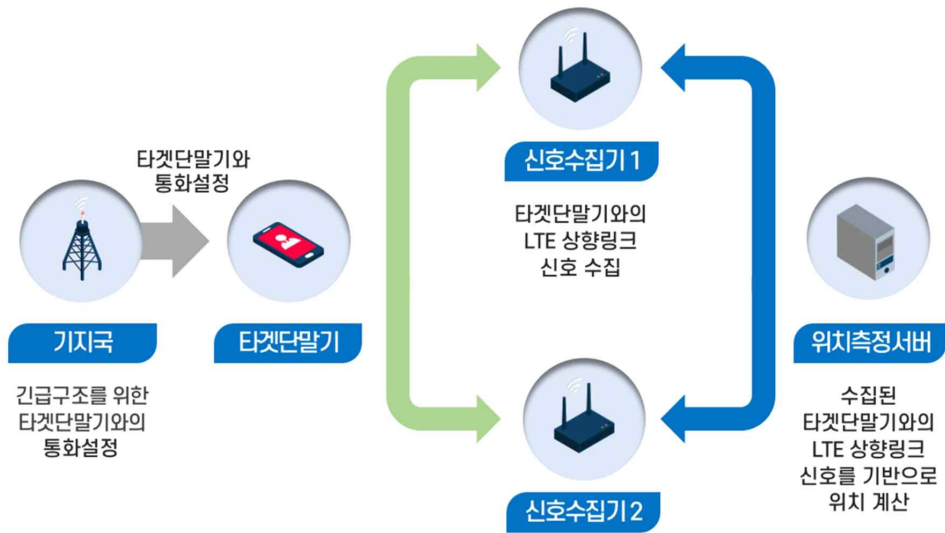 타겟단말기와
통화설정
기지국
긴급구조를 위한
타겟단말기와의
통화설정
타겟단말기
신호수집기 1
타겟단말기와의
LTE 상향링크
신호 수집
신호수집기 2
위치측정서버
수집된
타겟단말기와의
LTE 상향링크
신호를 기반으로
위치 계산